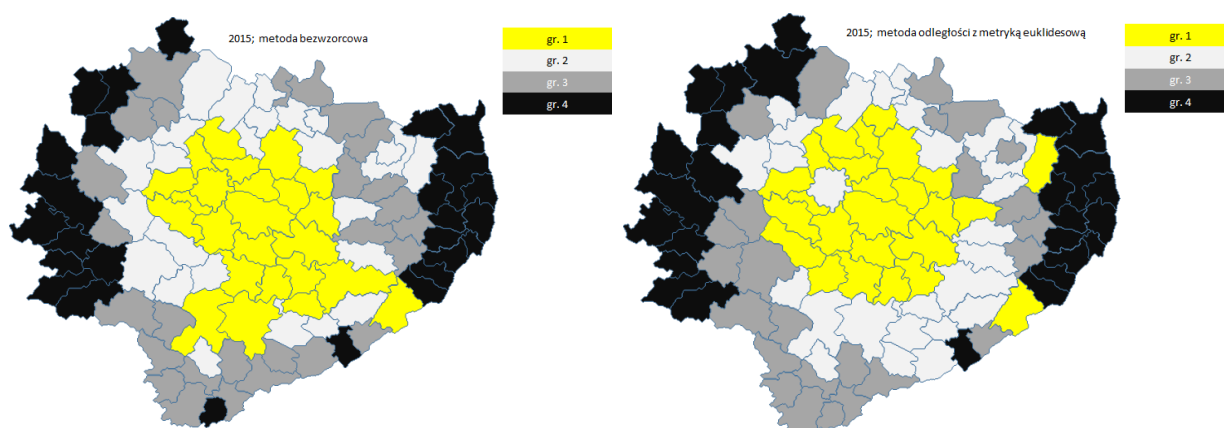 2015; metoda bezwzorcowa
gr. 1
gr. 2
gr. 3
gr. 4
2015; metoda odległości z metryką euklidesową
gr. 1
gr. 2
gr. 3
gr. 4